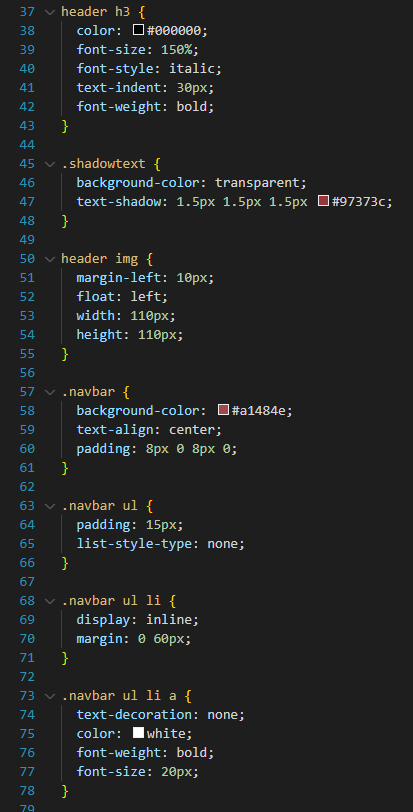 37 header h3 {
38 color: #000000;
39 font-size: 150%;
40 font-style: italic;
41 text-indent: 30px;
42 font-weight: bold;
43 }
44
45 .shadowtext {
46 background-color: transparent;
47 text-shadow: 1.5px 1.5px 1.5px #97373c;
48 }
49
50 header img {
51 margin-left: 10px;
52 float: left;
53 width: 110px;
54 height: 110px;
55 }
56
57 .navbar {
58 background-color: #a1484e;
59 text-align: center;
60 padding: 8px 0 8px 0;
61 }
62
63 .navbar ul {
64 padding: 15px;
65 list-style-type: none;
66 }
67
68 .navbar ul li {
69 display: inline;
70 margin: 0 60px;
71 }
72
73 .navbar ul li a {
74 text-decoration: none;
75 color: white;
76 font-weight: bold;
77 font-size: 20px;
78 }
79